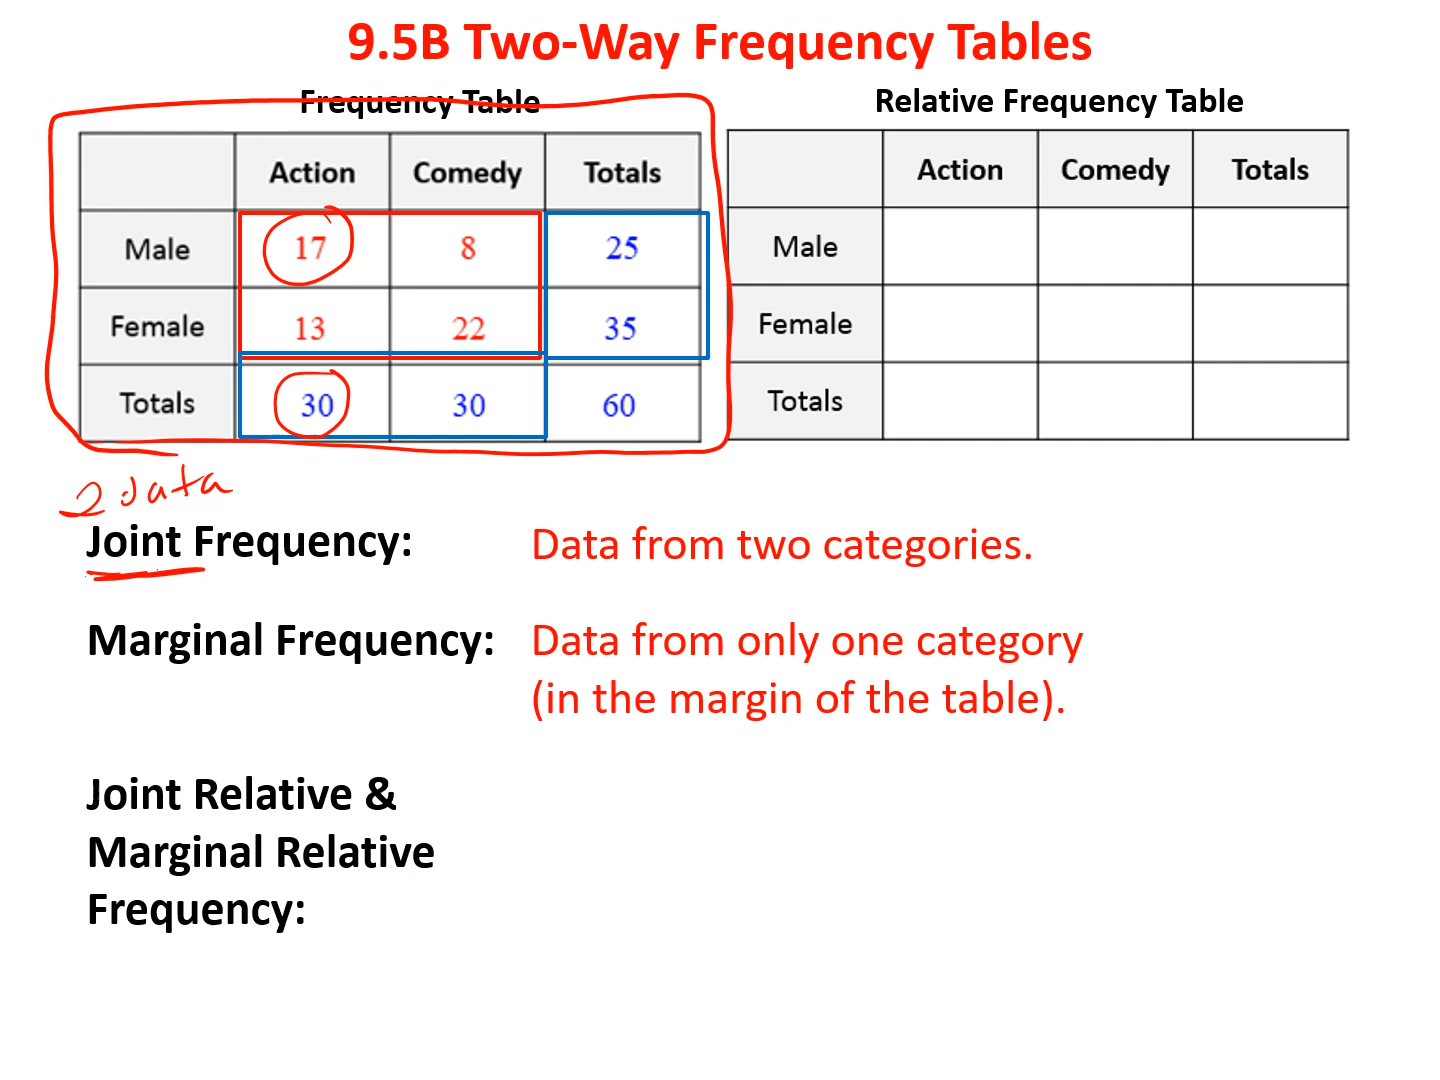 9.5B Two-Way Frequency Tables
Frequency Table
Action Comedy Totals
Male 17 8 25
Female 13 22 35
Totals 30 30 60
Relative Frequency Table
Action Comedy Totals
Male
Female
Totals
2 data
Joint Frequency: Data from two categories.
Marginal Frequency: Data from only one category
(in the margin of the table).
Joint Relative &
Marginal Relative
Frequency: